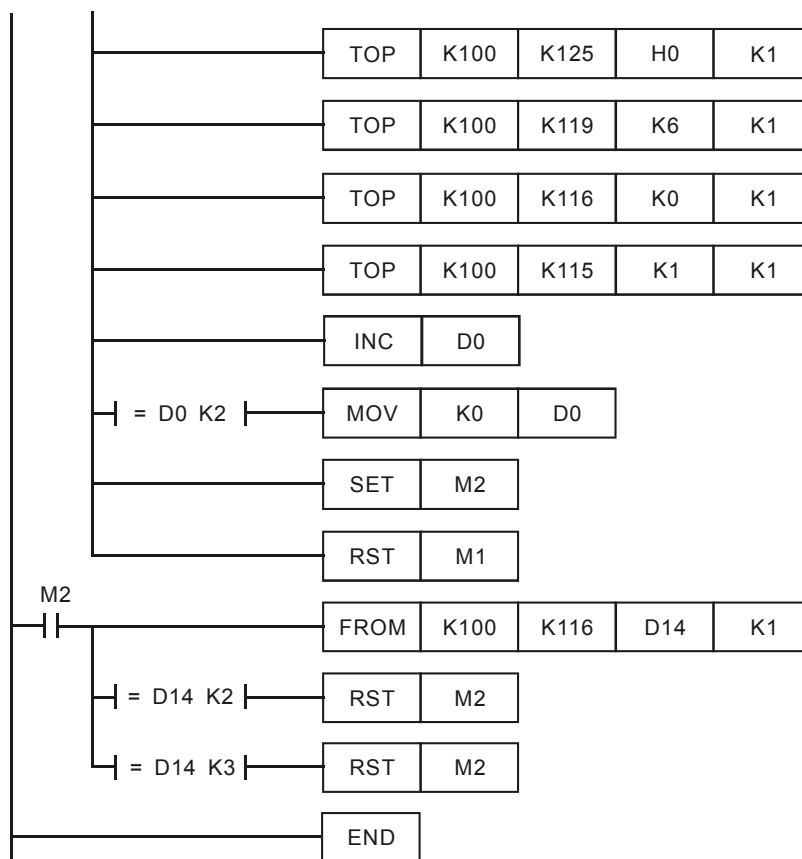 TOP K100 K125 H0 K1
TOP K100 K119 K6 K1
TOP K100 K116 K0 K1
TOP K100 K115 K1 K1
INC D0
= D0 K2 MOV K0 D0
SET M2
RST M1
M2
FROM K100 K116 D14 K1
= D14 K2 RST M2
= D14 K3 RST M2
END